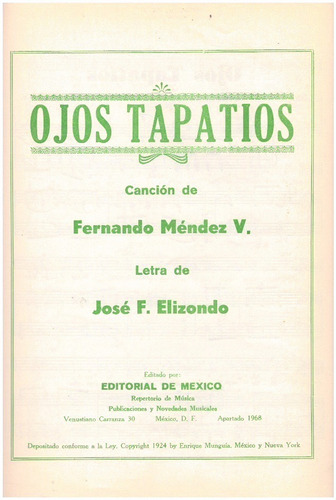 OJOS TAPATIOS
Canción de
Fernando Méndez V.
Letra de
José F. Elizondo
Editado por:
EDITORIAL DE MEXICO
Repertorio de Música
Publicaciones y Novedades Musicales
Venustiano Carranza 30 México, D. F. Apartado 1968
Depositado conforme a la Ley, Copyright 1924 by Enrique Munguía, México y Nueva York